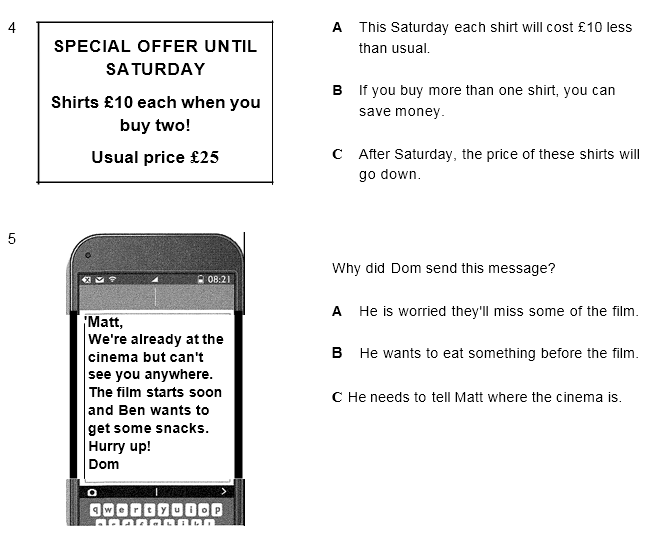 4
SPECIAL OFFER UNTIL
SATURDAY
Shirts £10 each when you
buy two!
Usual price £25
A This Saturday each shirt will cost £10 less
than usual.
B If you buy more than one shirt, you can
save money.
C After Saturday, the price of these shirts will
go down.
5
08:21
'Matt,
We're already at the
cinema but can't
see you anywhere.
The film starts soon
and Ben wants to
get some snacks.
Hurry up!
Dom
q w e r t y u i o p
Why did Dom send this message?
A He is worried they'll miss some of the film.
B He wants to eat something before the film.
C He needs to tell Matt where the cinema is.